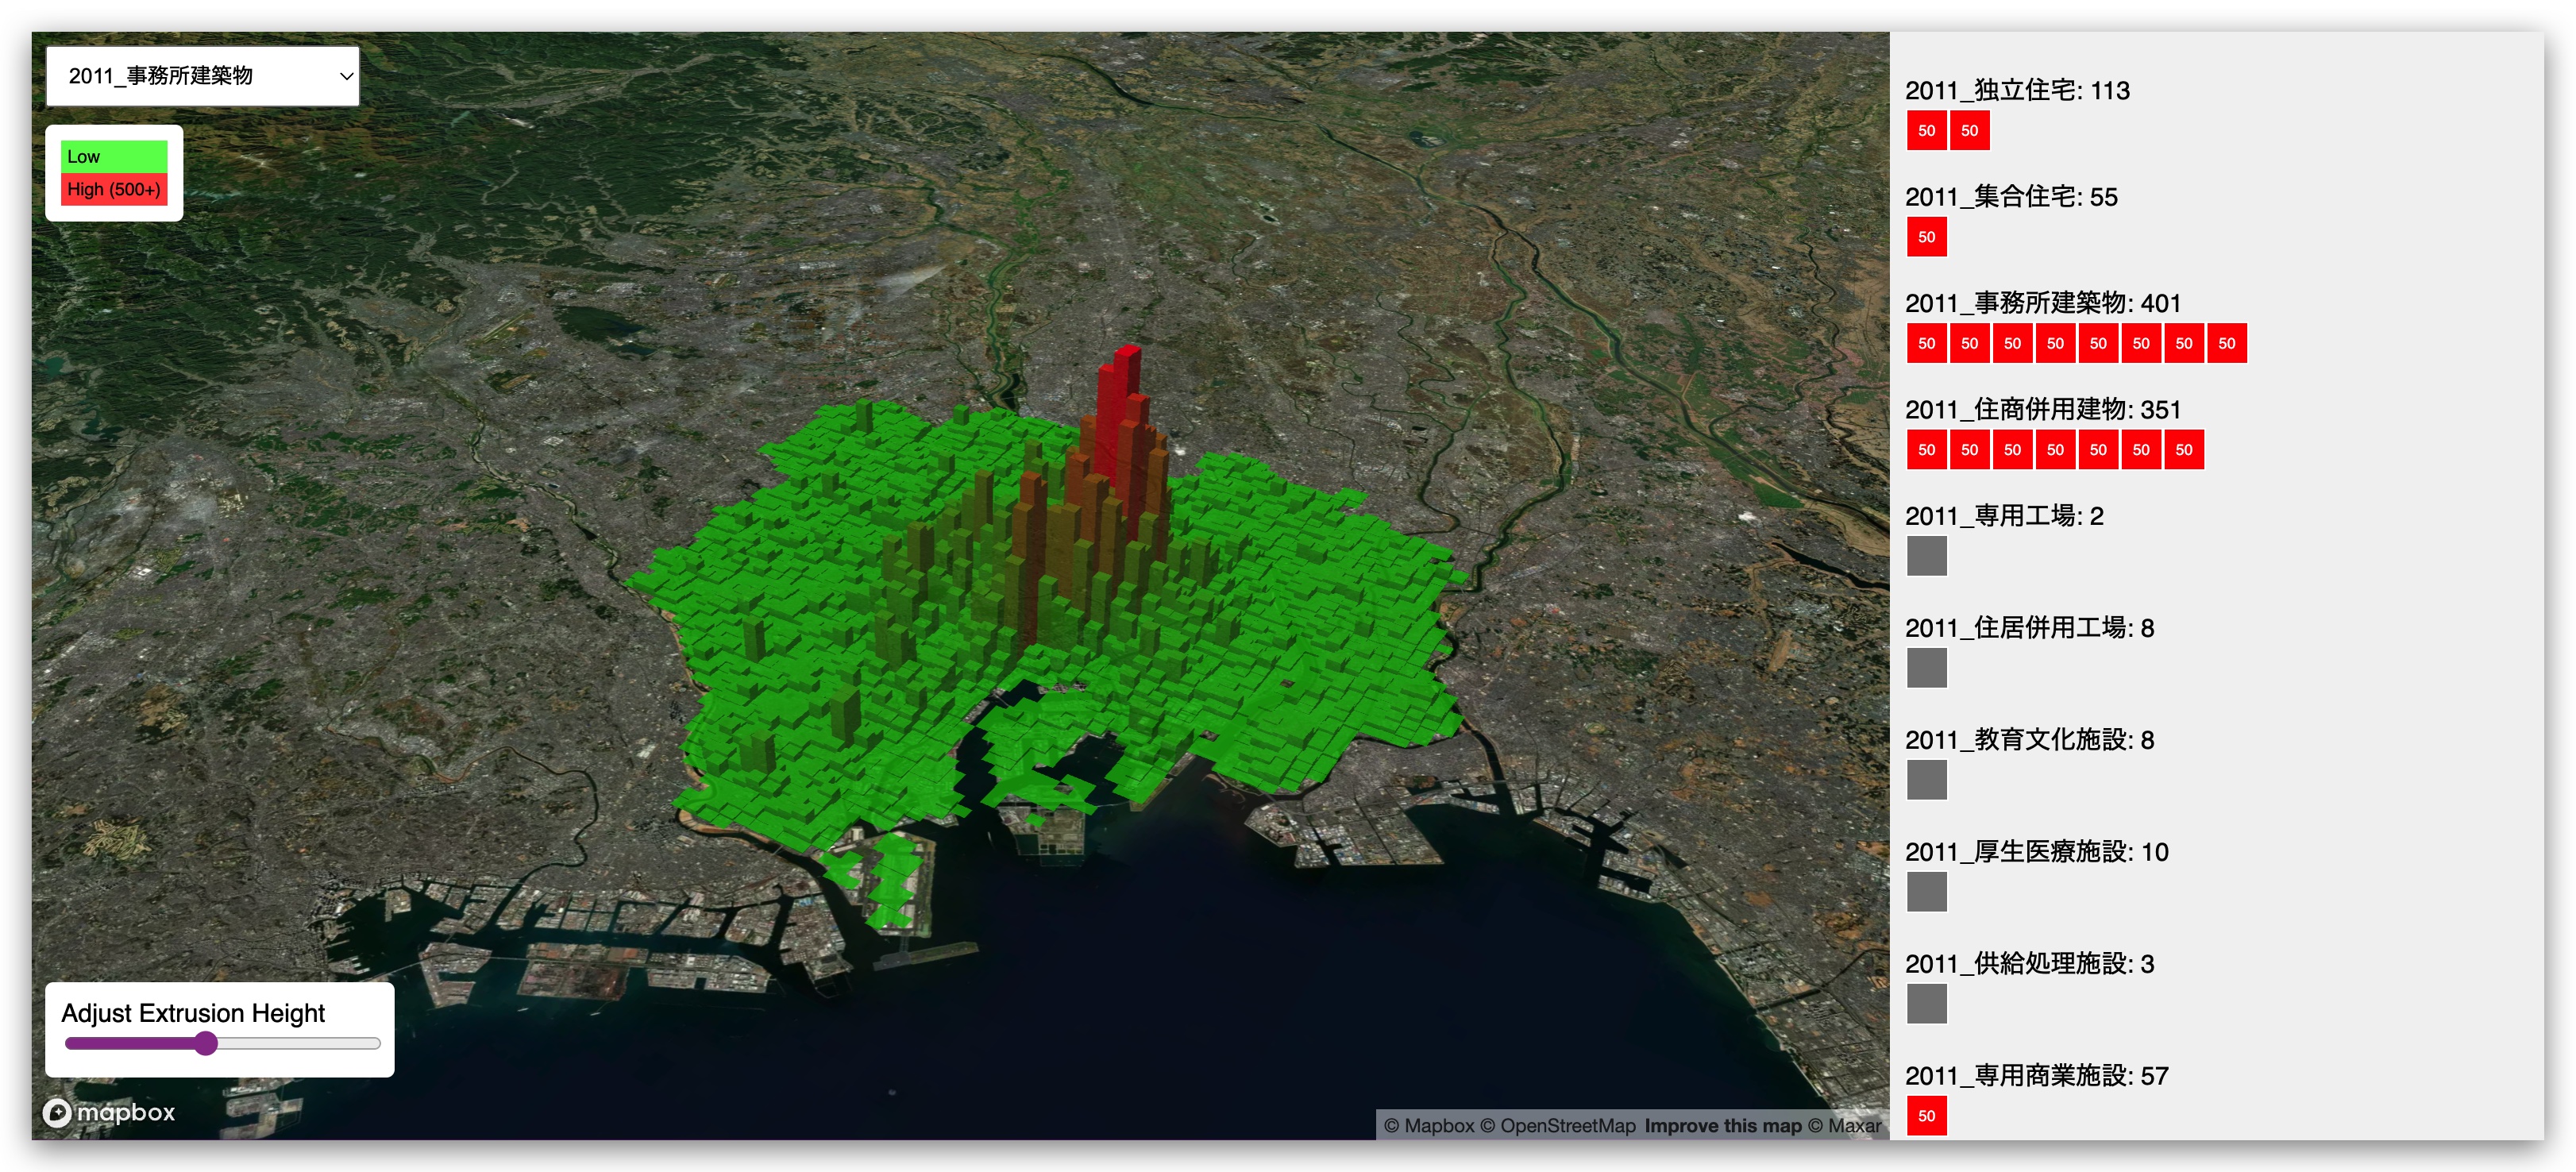 2011_事務所建築物
Low
High (500+)
Adjust Extrusion Height
mapbox
© Mapbox © OpenStreetMap Improve this map © Maxar
2011_独立住宅: 113
50 50
2011_集合住宅: 55
50
2011_事務所建築物: 401
50 50 50 50 50 50 50 50
2011_住商併用建物: 351
50 50 50 50 50 50 50
2011_専用工場: 2
2011_住居併用工場: 8
2011_教育文化施設: 8
2011_厚生医療施設: 10
2011_供給処理施設: 3
2011_専用商業施設: 57
50